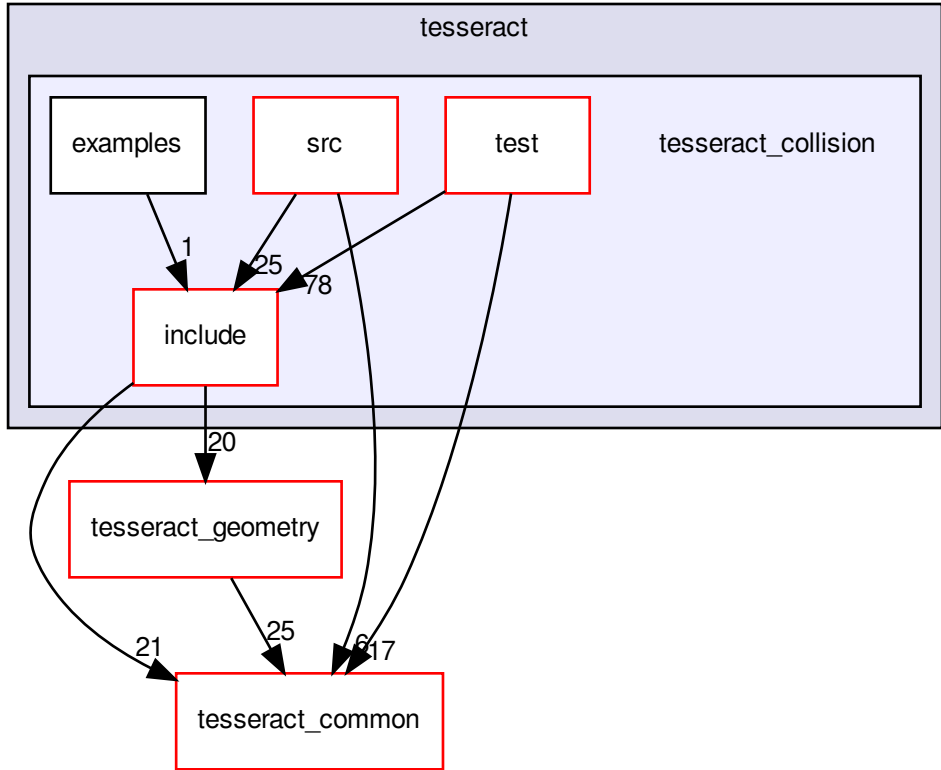 tesseract
examples
src
test
tesseract_collision
1
25
78
include
20
tesseract_geometry
21
25
6
17
tesseract_common